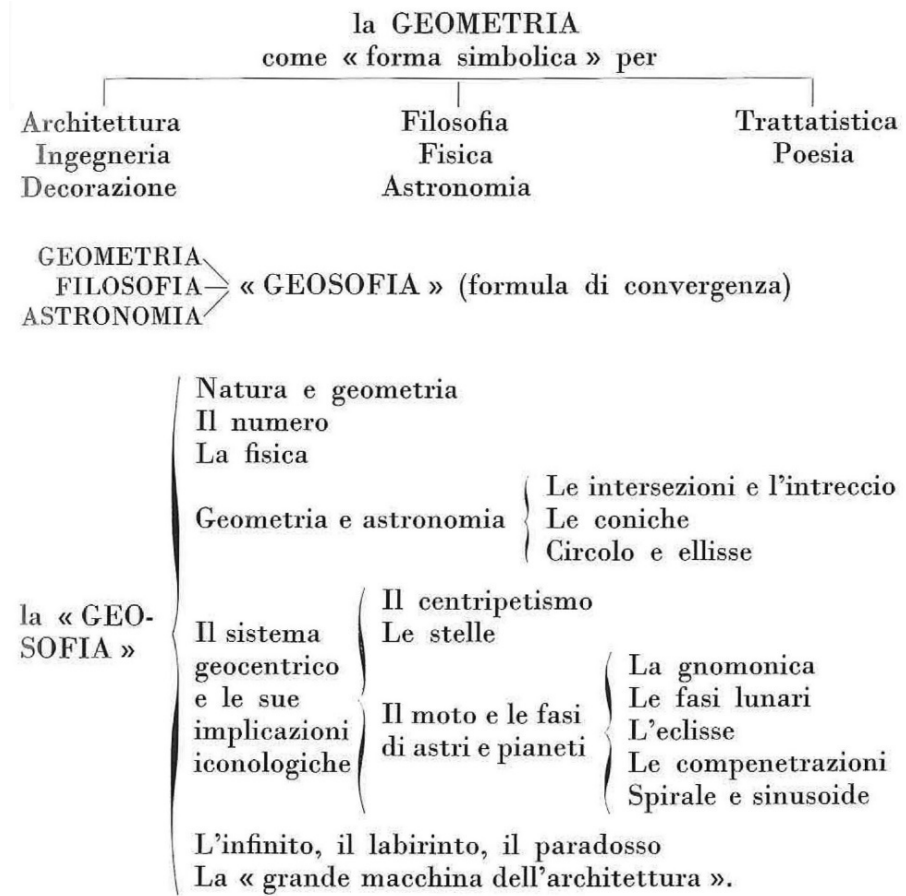 la GEOMETRIA
come « forma simbolica » per
Architettura
Ingegneria
Decorazione
Filosofia
Fisica
Astronomia
Trattatistica
Poesia
GEOMETRIA
FILOSOFIA
ASTRONOMIA
« GEOSOFIA » (formula di convergenza)
la « GEO-
SOFIA »
Natura e geometria
Il numero
La fisica
Geometria e astronomia
Le intersezioni e l'intreccio
Le coniche
Circolo e ellisse
Il sistema
geocentrico
e le sue
implicazioni
iconologiche
Il centripetismo
Le stelle
Il moto e le fasi
di astri e pianeti
La gnomonica
Le fasi lunari
L'eclisse
Le compenetrazioni
Spirale e sinusoide
L'infinito, il labirinto, il paradosso
La « grande macchina dell'architettura ».